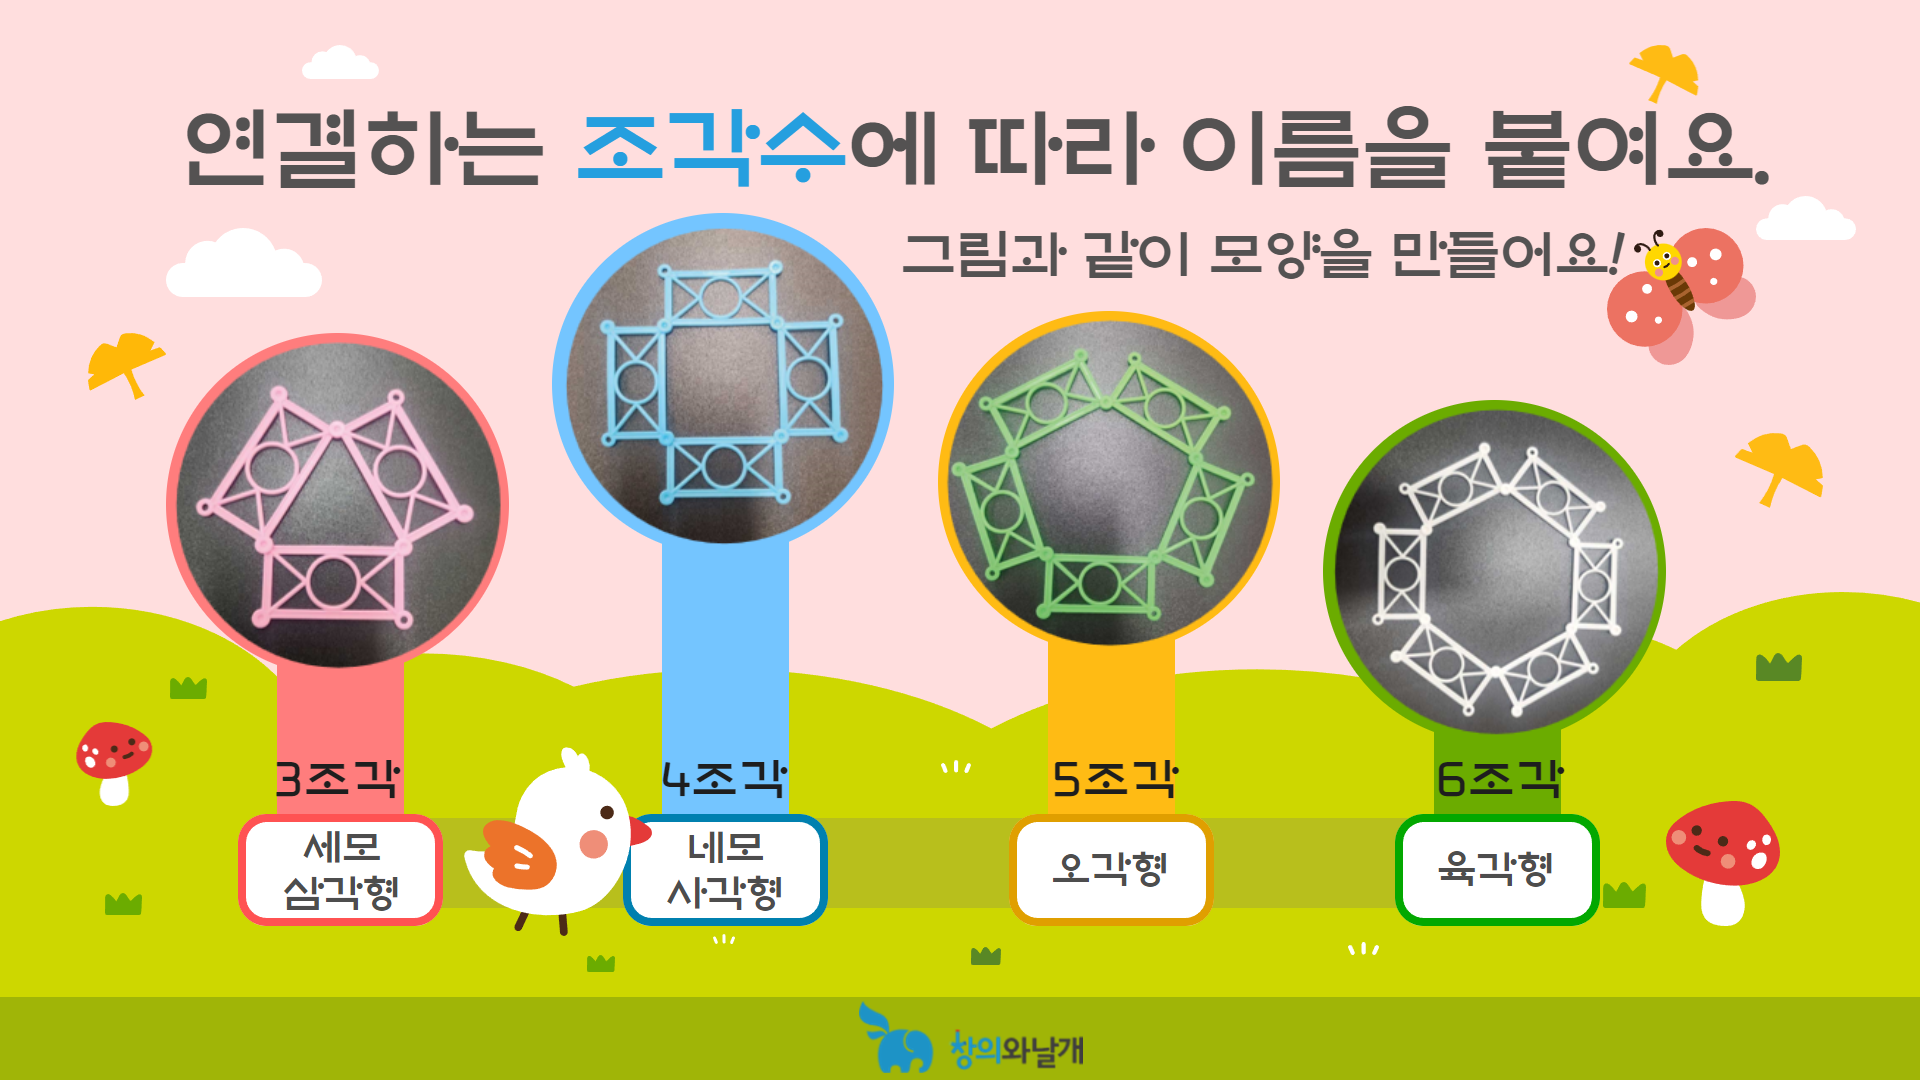 연결하는 조각수에 따라 이름을 붙여요.
그림과 같이 모양을 만들어요!
3조각
4조각
5조각
6조각
세모
삼각형
네모
사각형
오각형
육각형
창의와날개